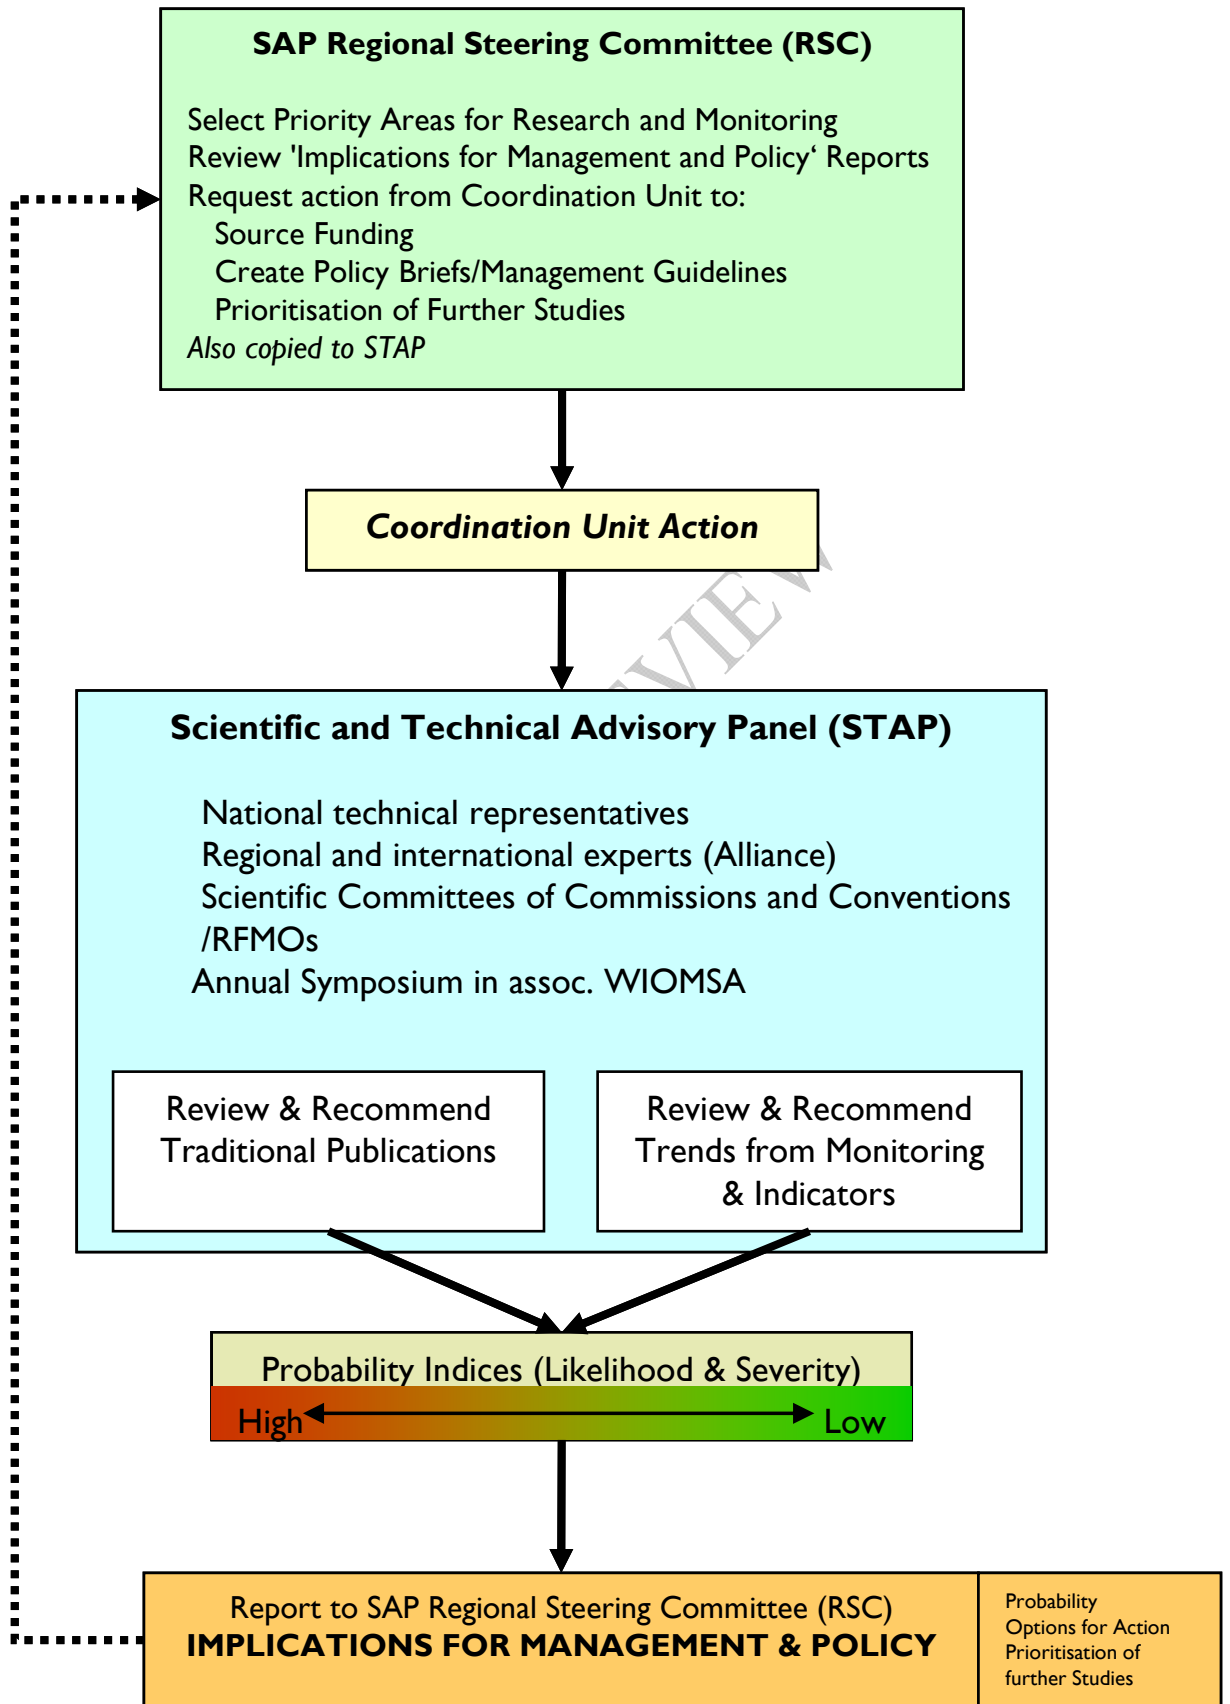 SAP Regional Steering Committee (RSC)
Select Priority Areas for Research and Monitoring
Review 'Implications for Management and Policy‘ Reports
Request action from Coordination Unit to:
Source Funding
Create Policy Briefs/Management Guidelines
Prioritisation of Further Studies
Also copied to STAP
Coordination Unit Action
Scientific and Technical Advisory Panel (STAP)
National technical representatives
Regional and international experts (Alliance)
Scientific Committees of Commissions and Conventions
/RFMOs
Annual Symposium in assoc. WIOMSA
Review & Recommend
Traditional Publications
Review & Recommend
Trends from Monitoring
& Indicators
Probability Indices (Likelihood & Severity)
High
Low
Report to SAP Regional Steering Committee (RSC)
IMPLICATIONS FOR MANAGEMENT & POLICY
Probability
Options for Action
Prioritisation of
further Studies